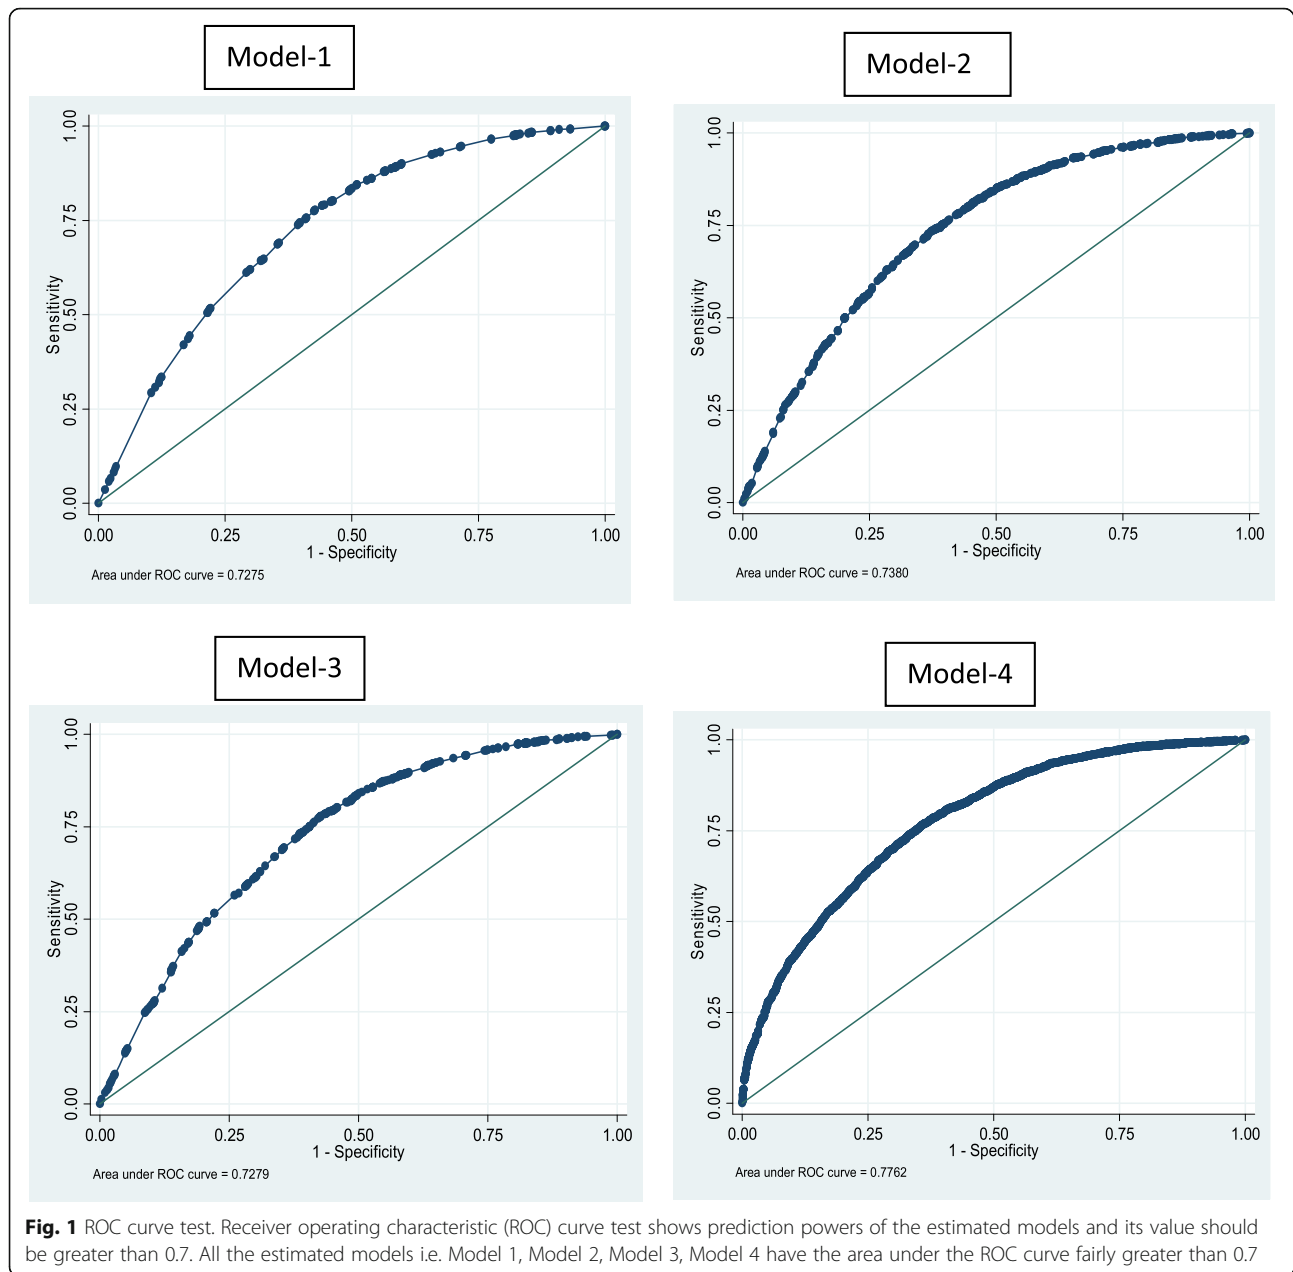 Model-1
1.00
0.75
0.50
0.25
0.00
Sensitivity
0.00 0.25 0.50 0.75 1.00
1 - Specificity
Area under ROC curve = 0.7275
Model-2
1.00
0.75
0.50
0.25
0.00
Sensitivity
0.00 0.25 0.50 0.75 1.00
1 - Specificity
Area under ROC curve = 0.7380
Model-3
1.00
0.75
0.50
0.25
0.00
Sensitivity
0.00 0.25 0.50 0.75 1.00
1 - Specificity
Area under ROC curve = 0.7279
Model-4
1.00
0.75
0.50
0.25
0.00
Sensitivity
0.00 0.25 0.50 0.75 1.00
1 - Specificity
Area under ROC curve = 0.7762
Fig. 1 ROC curve test. Receiver operating characteristic (ROC) curve test shows prediction powers of the estimated models and its value should
be greater than 0.7. All the estimated models i.e. Model 1, Model 2, Model 3, Model 4 have the area under the ROC curve fairly greater than 0.7